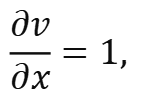 ∂v/∂x = 1,